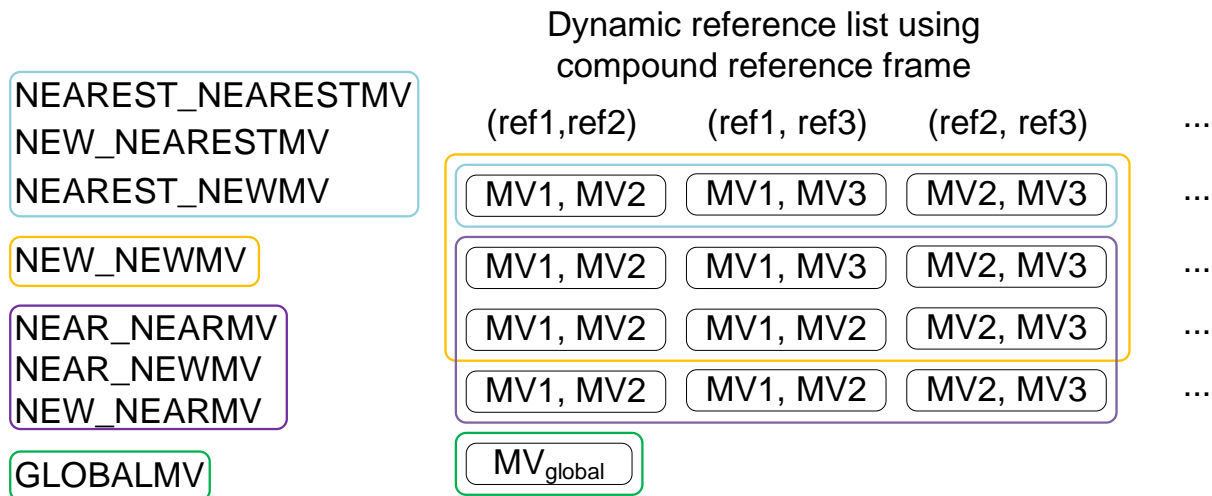 Dynamic reference list using
compound reference frame
NEAREST_NEARESTMV
NEW_NEARESTMV
NEAREST_NEWMV
NEW_NEWMV
NEAR_NEARMV
NEAR_NEWMV
NEW_NEARMV
GLOBALMV
(ref1,ref2) (ref1, ref3) (ref2, ref3) ...
MV1, MV2 MV1, MV3 MV2, MV3 ...
MV1, MV2 MV1, MV3 MV2, MV3 ...
MV1, MV2 MV1, MV2 MV2, MV3 ...
MV1, MV2 MV1, MV2 MV2, MV3 ...
MVglobal